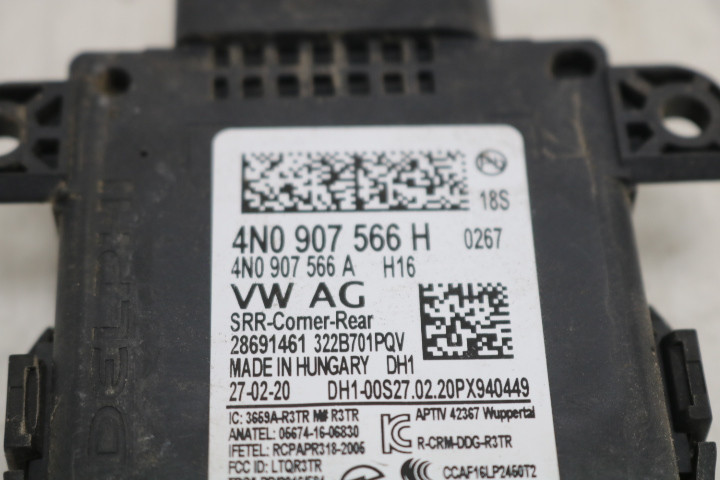 DELPHI
18S
4N0 907 566 H 0267
4N0 907 566 A H16
VW AG
SRR-Corner-Rear
28691461 322B701PQV
MADE IN HUNGARY DH1
27-02-20 DH1-00S27.02.20PX940449
IC: 3659A-R3TR M# R3TR
APTIV 42367 Wuppertal
ANATEL: 05674-16-06830
R-CRM-DDG-R3TR
IFETEL: RCPAPR318-2006
FCC ID: LTQR3TR
CCAF16LP2460T2